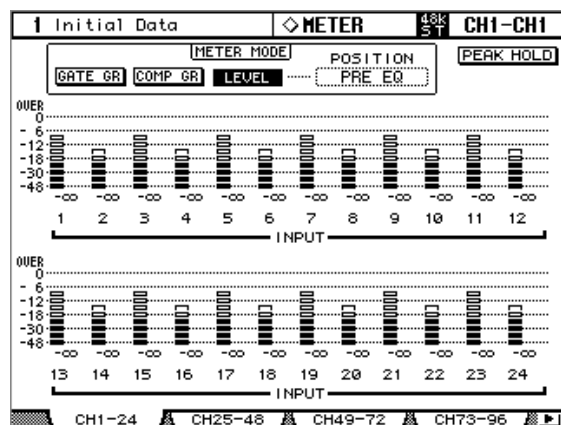 1 Initial Data ◇METER 48K ST CH1-CH1
METER MODE
POSITION
PEAK HOLD
GATE GR COMP GR LEVEL PRE EQ
OVER
0
- 6
-12
-18
-30
-48
-∞ -∞ -∞ -∞ -∞ -∞ -∞ -∞ -∞ -∞ -∞ -∞
1 2 3 4 5 6 7 8 9 10 11 12
INPUT
OVER
0
- 6
-12
-18
-30
-48
-∞ -∞ -∞ -∞ -∞ -∞ -∞ -∞ -∞ -∞ -∞ -∞
13 14 15 16 17 18 19 20 21 22 23 24
INPUT
CH1-24 CH25-48 CH49-72 CH73-96